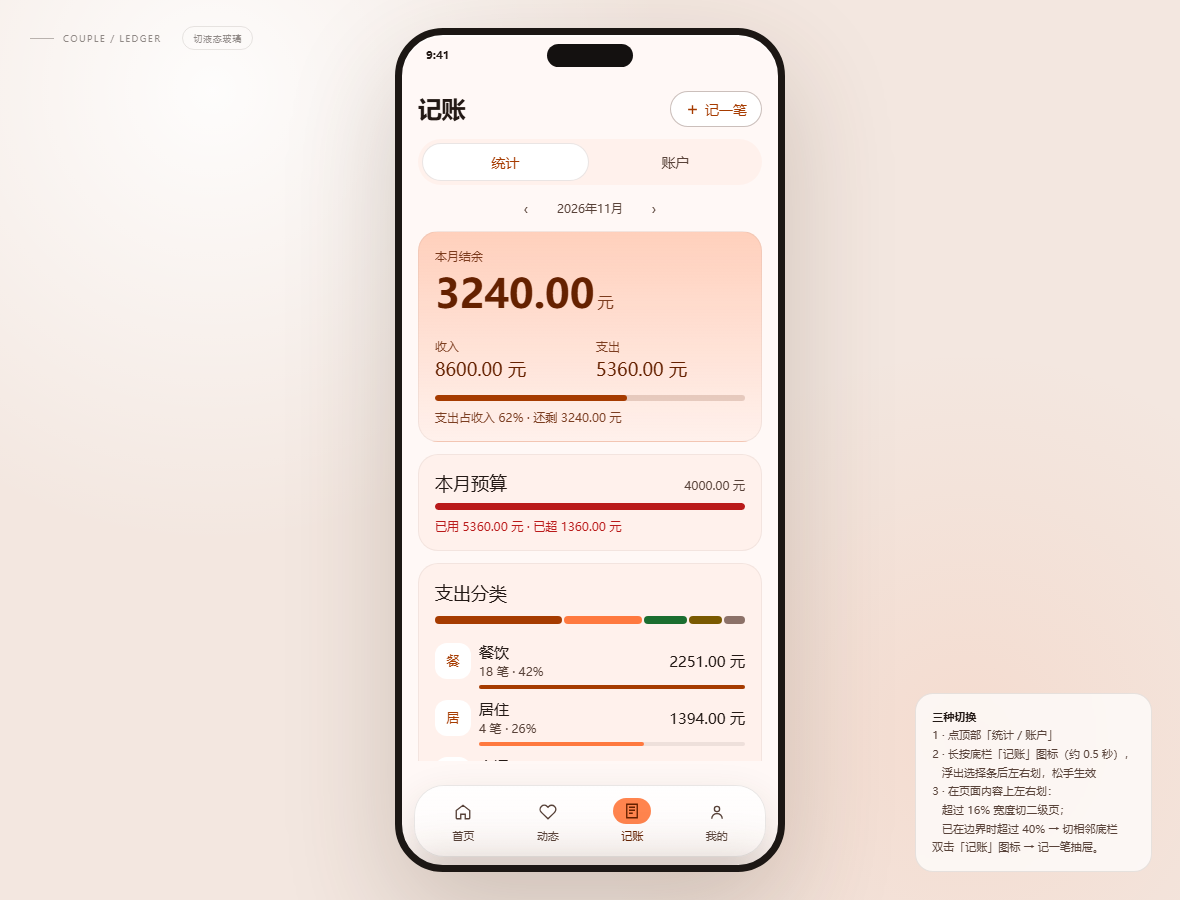 COUPLE / LEDGER
切液态玻璃
9:41
记账
+ 记一笔
统计
账户
‹ 2026年11月 ›
本月结余
3240.00元
收入
支出
8600.00 元
5360.00 元
支出占收入 62% · 还剩 3240.00 元
本月预算
4000.00 元
已用 5360.00 元 · 已超 1360.00 元
支出分类
餐
餐饮
18 笔 · 42%
2251.00 元
居
居住
4 笔 · 26%
1394.00 元
首页
动态
记账
我的
三种切换
1 · 点顶部「统计 / 账户」
2 · 长按底栏「记账」图标（约 0.5 秒），
浮出选择条后左右划，松手生效
3 · 在页面内容上左右划：
超过 16% 宽度切二级页；
已在边界时超过 40% → 切相邻底栏
双击「记账」图标 → 记一笔抽屉。